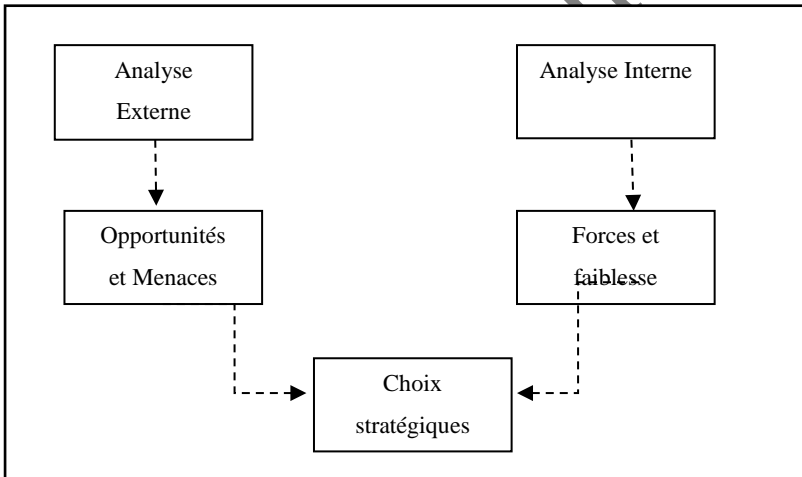 Analyse
Externe
Analyse Interne
Opportunités
et Menaces
Forces et
faiblesse
Choix
stratégiques